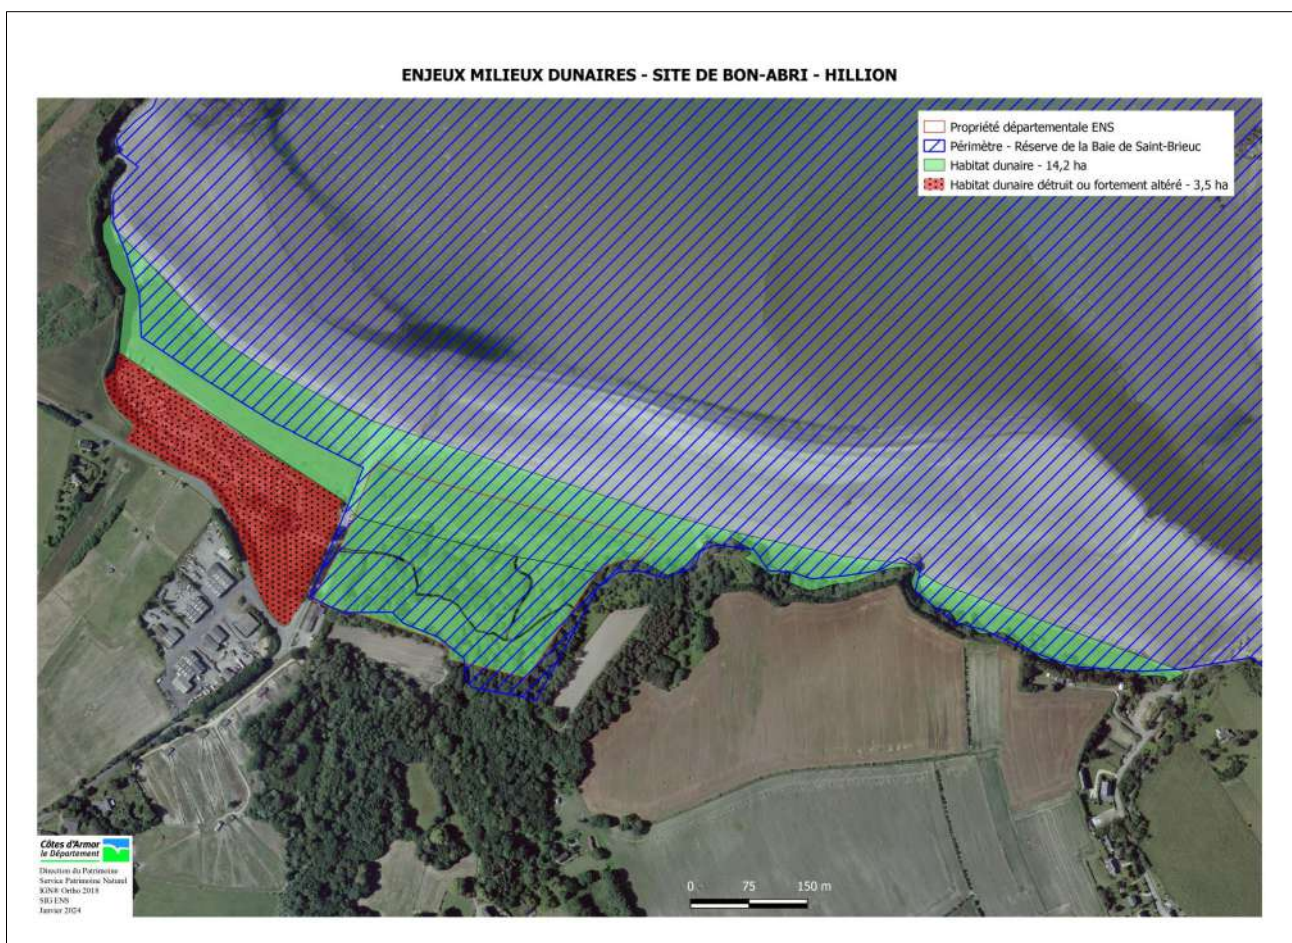 ENJEUX MILIEUX DUNAIRES - SITE DE BON-ABRI - HILLION
Propriété départementale ENS
Périmètre - Réserve de la Baie de Saint-Brieuc
Habitat dunaire - 14,2 ha
Habitat dunaire détruit ou fortement altéré - 3,5 ha
Côtes d'Armor
le Département
Direction du Patrimoine
Service Patrimoine Naturel
IGN® Ortho 2018
SIG ENS
Janvier 2024
0 75 150 m